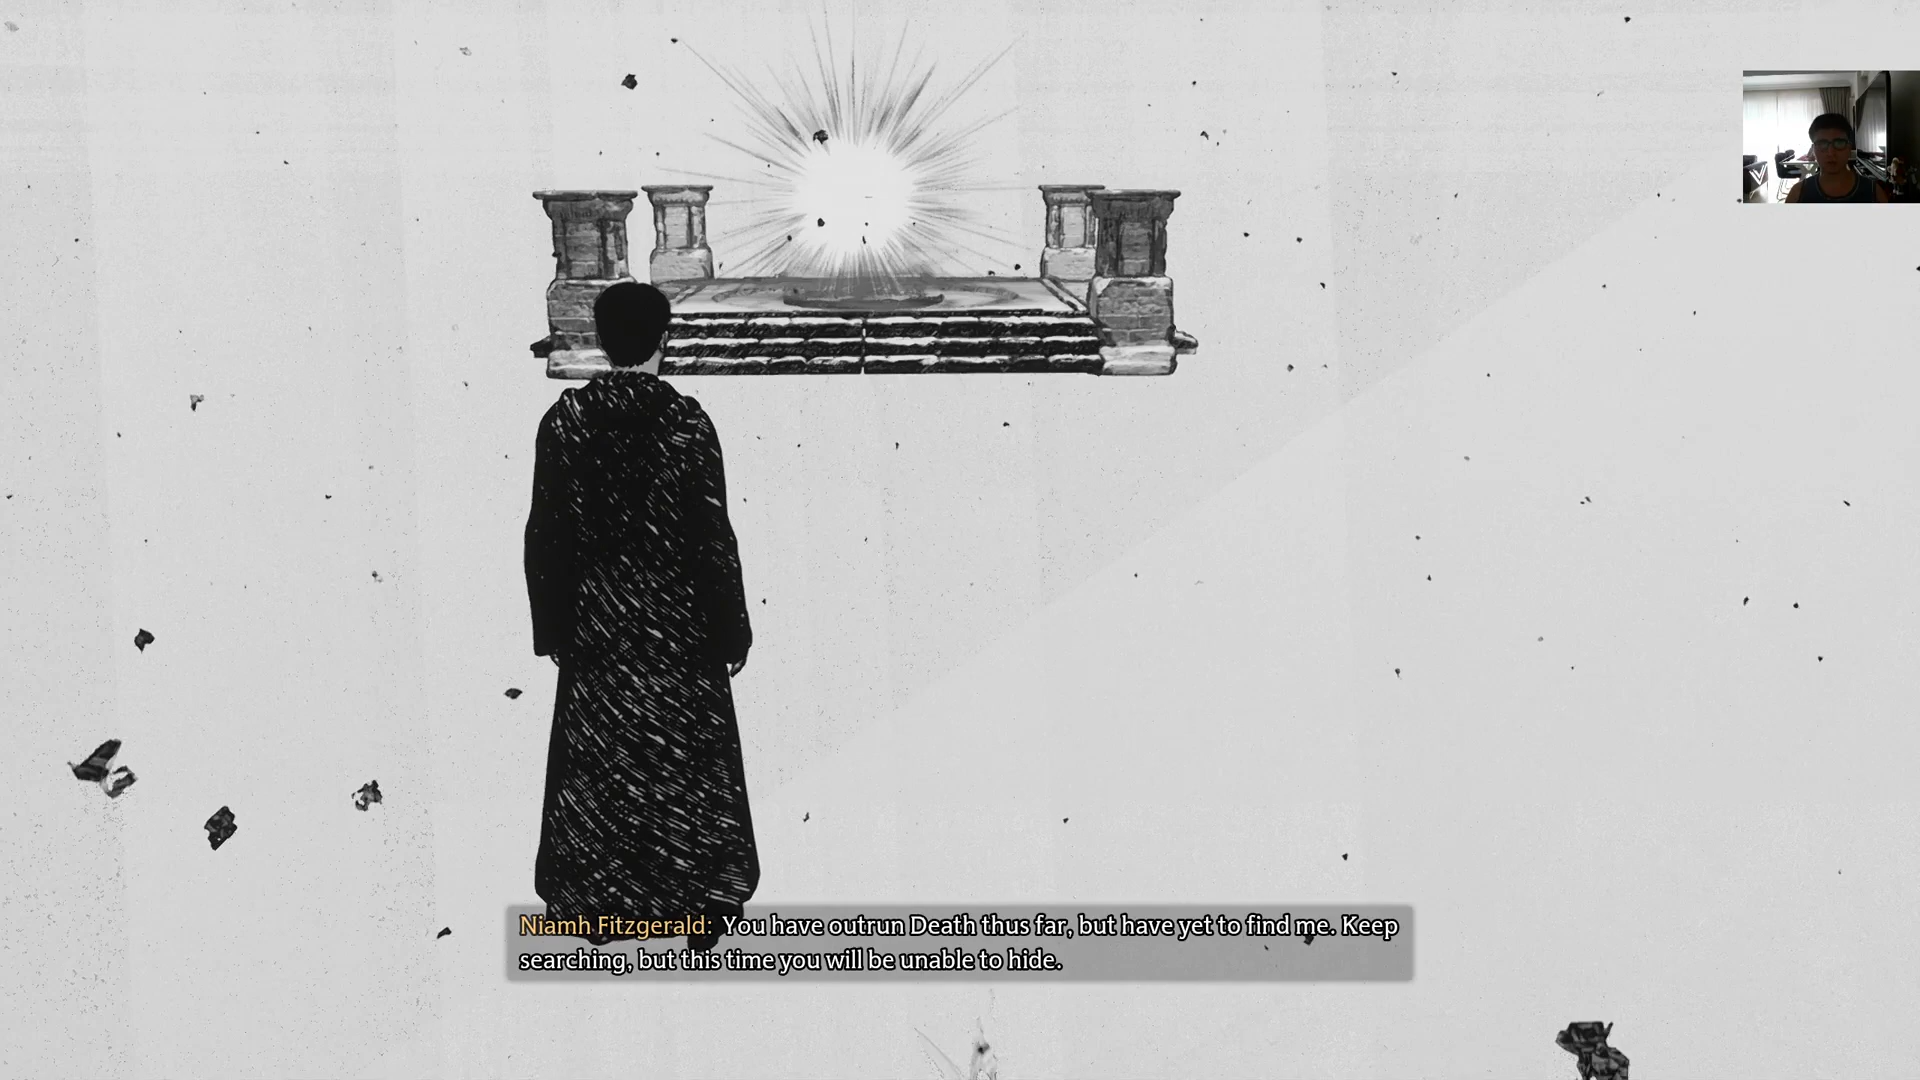 Niamh Fitzgerald: You have outrun Death thus far, but have yet to find me. Keep
searching, but this time you will be unable to hide.